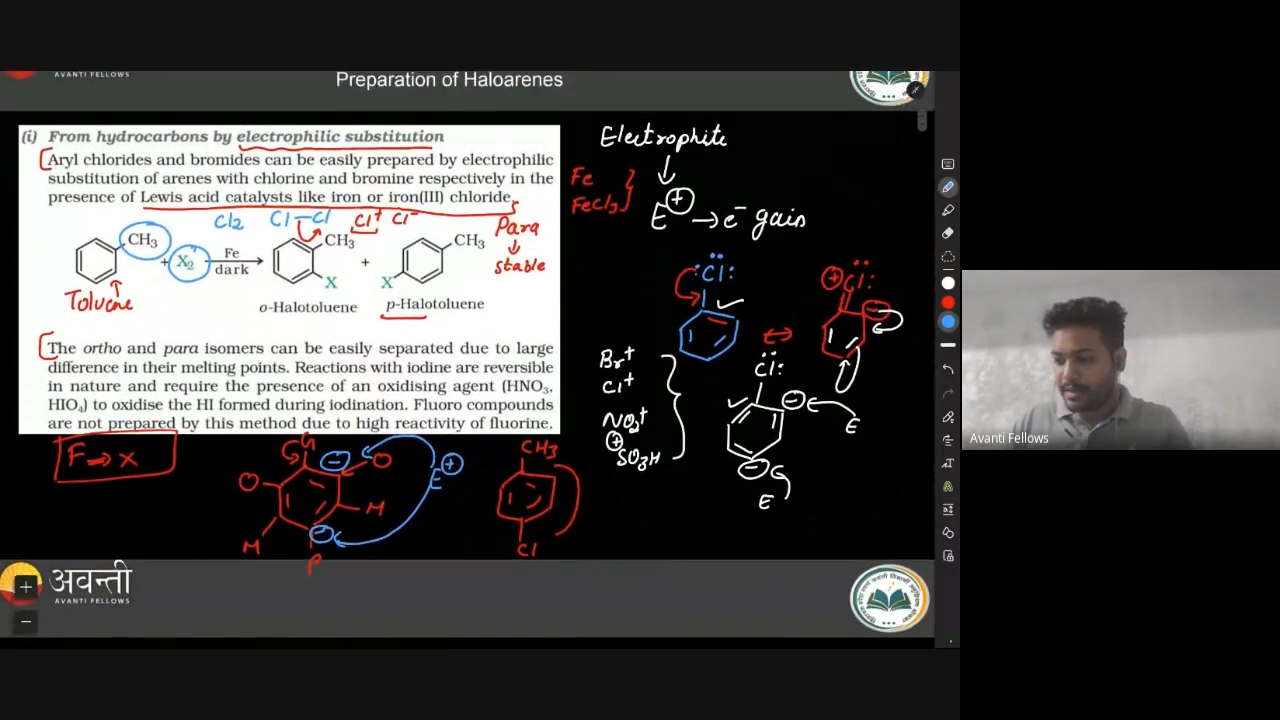 AVANTI FELLOWS
Preparation of Haloarenes
(i) From hydrocarbons by electrophilic substitution
Aryl chlorides and bromides can be easily prepared by electrophilic
substitution of arenes with chlorine and bromine respectively in the
presence of Lewis acid catalysts like iron or iron(III) chloride
Cl2 Cl—Cl Cl+ Cl-
CH3 + X2 Fe dark CH3 X + CH3 X
Toluene
o-Halotoluene p-Halotoluene
Para
↓
stable
The ortho and para isomers can be easily separated due to large
difference in their melting points. Reactions with iodine are reversible
in nature and require the presence of an oxidising agent (HNO3,
HIO4) to oxidise the HI formed during iodination. Fluoro compounds
are not prepared by this method due to high reactivity of fluorine.
F ⇒ X
O O M M P
E+
CH3
Cl
Electrophite
↓
Fe
FeCl3
E+ → e- gain
Cl:
Cl:
Cl:
Br+
Cl+
NO2+
+SO3H
E
E
Avanti Fellows
अवन्ती
AVANTI FELLOWS